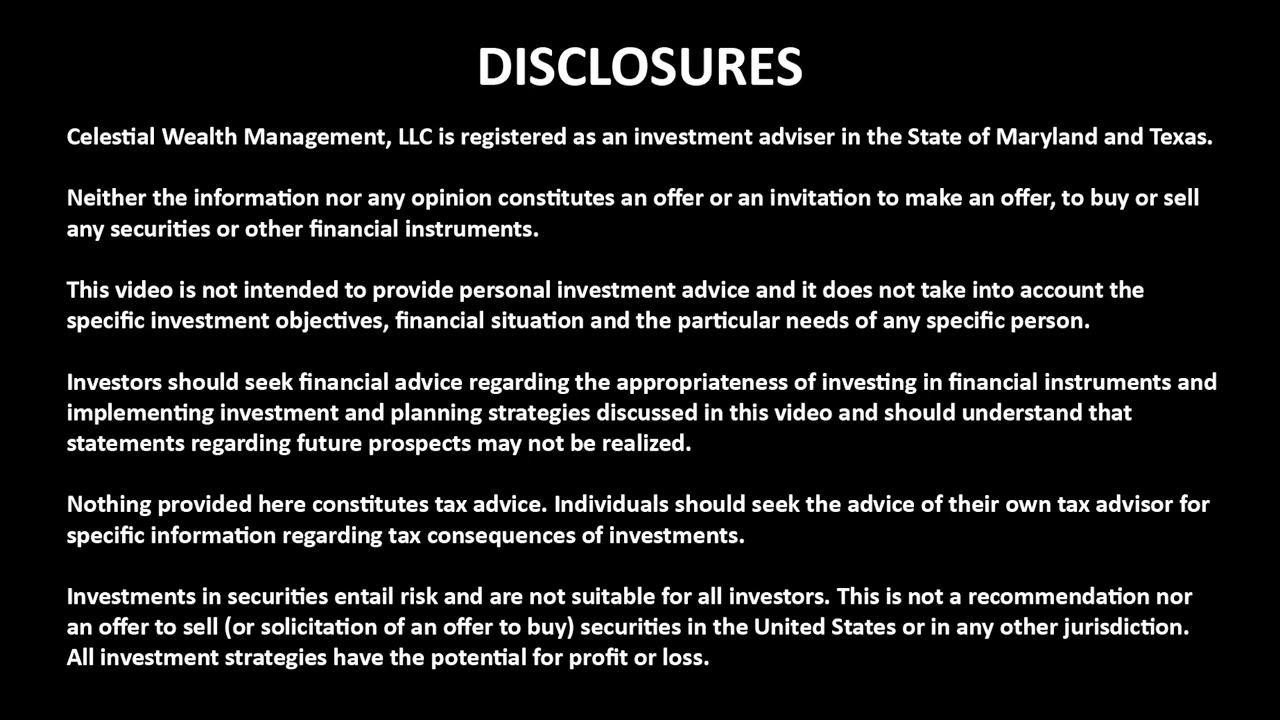 DISCLOSURES
Celestial Wealth Management, LLC is registered as an investment adviser in the State of Maryland and Texas.
Neither the information nor any opinion constitutes an offer or an invitation to make an offer, to buy or sell
any securities or other financial instruments.
This video is not intended to provide personal investment advice and it does not take into account the
specific investment objectives, financial situation and the particular needs of any specific person.
Investors should seek financial advice regarding the appropriateness of investing in financial instruments and
implementing investment and planning strategies discussed in this video and should understand that
statements regarding future prospects may not be realized.
Nothing provided here constitutes tax advice. Individuals should seek the advice of their own tax advisor for
specific information regarding tax consequences of investments.
Investments in securities entail risk and are not suitable for all investors. This is not a recommendation nor
an offer to sell (or solicitation of an offer to buy) securities in the United States or in any other jurisdiction.
All investment strategies have the potential for profit or loss.